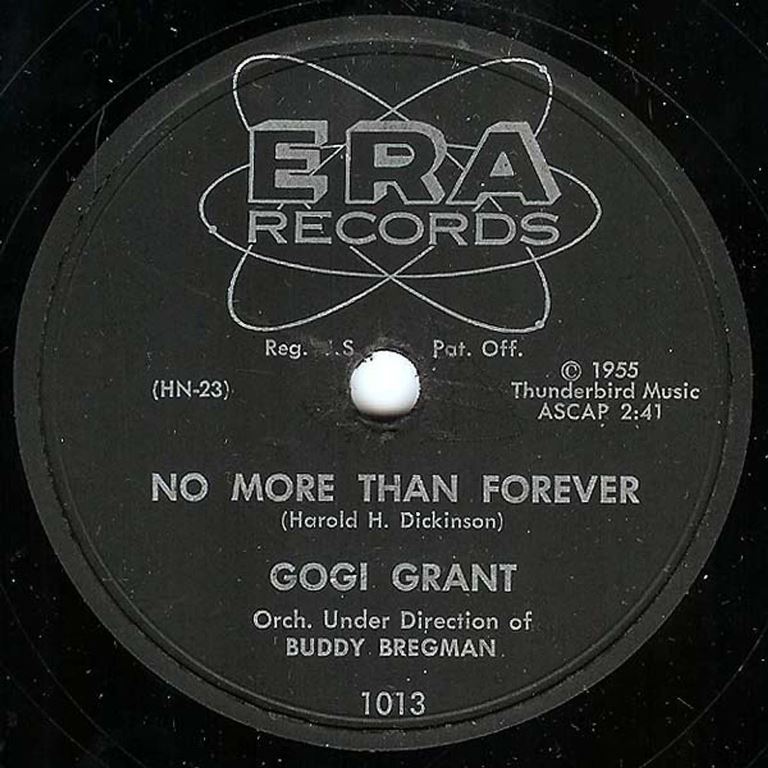 ERA
RECORDS
Reg. .S. Pat. Off.
(HN-23)
© 1955
Thunderbird Music
ASCAP 2:41
NO MORE THAN FOREVER
(Harold H. Dickinson)
GOGI GRANT
Orch. Under Direction of
BUDDY BREGMAN
1013